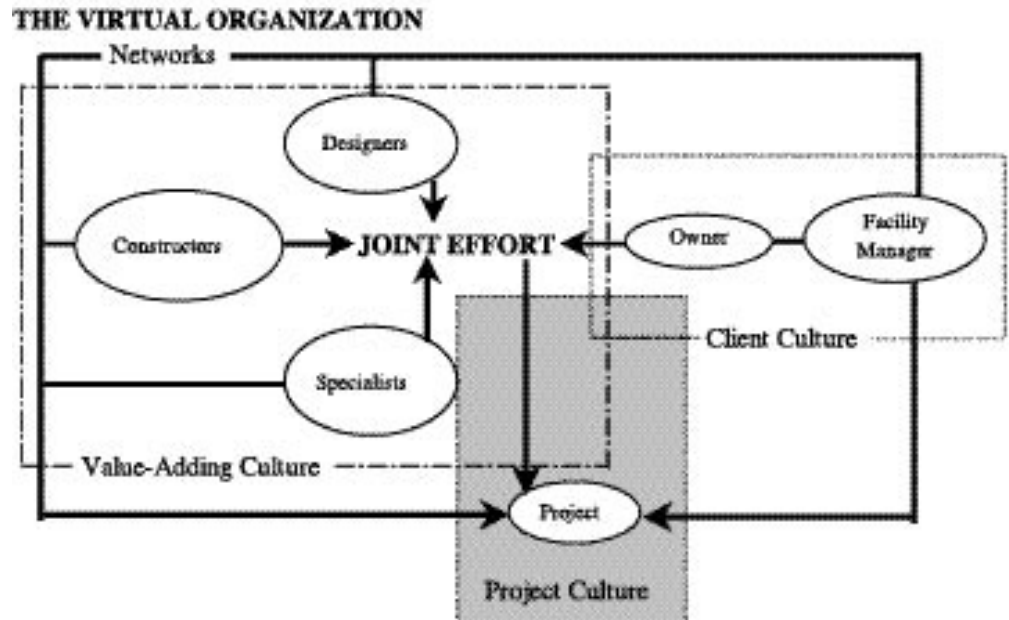 THE VIRTUAL ORGANIZATION
Networks
Designers
Constructors
JOINT EFFORT
Owner
Facility
Manager
Client Culture
Specialists
Value-Adding Culture
Project
Project Culture